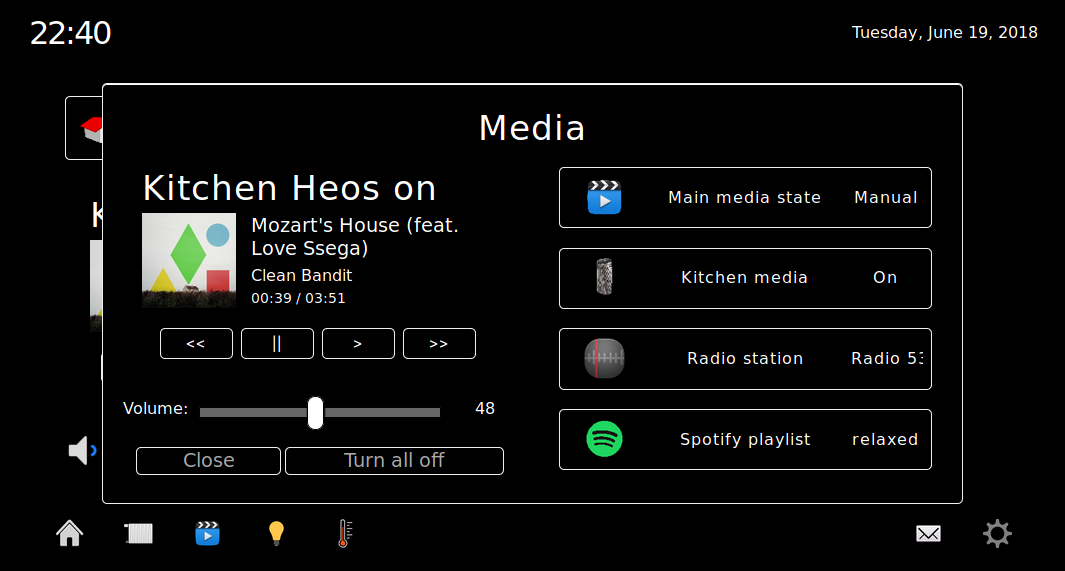 22:40
Tuesday, June 19, 2018
Media
Kitchen Heos on
Mozart's House (feat.
Love Ssega)
Clean Bandit
00:39 / 03:51
<<
||
>
>>
Volume:
48
Close
Turn all off
Main media state
Manual
Kitchen media
On
Radio station
Radio 53
Spotify playlist
relaxed
K